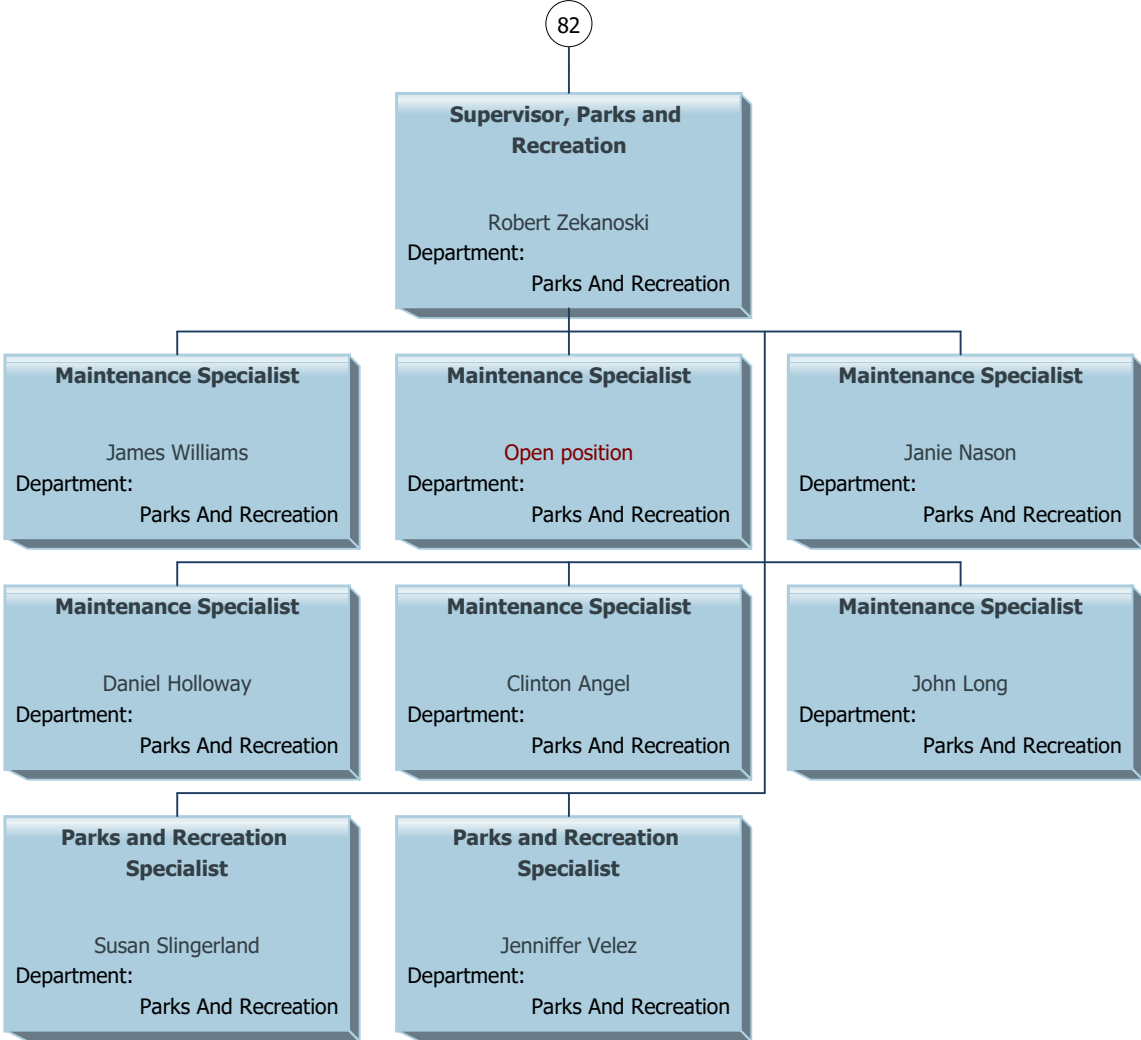 82
Supervisor, Parks and
Recreation
Robert Zekanoski
Department:
Parks And Recreation
Maintenance Specialist
James Williams
Department:
Parks And Recreation
Maintenance Specialist
Open position
Department:
Parks And Recreation
Maintenance Specialist
Janie Nason
Department:
Parks And Recreation
Maintenance Specialist
Daniel Holloway
Department:
Parks And Recreation
Maintenance Specialist
Clinton Angel
Department:
Parks And Recreation
Maintenance Specialist
John Long
Department:
Parks And Recreation
Parks and Recreation
Specialist
Susan Slingerland
Department:
Parks And Recreation
Parks and Recreation
Specialist
Jenniffer Velez
Department:
Parks And Recreation